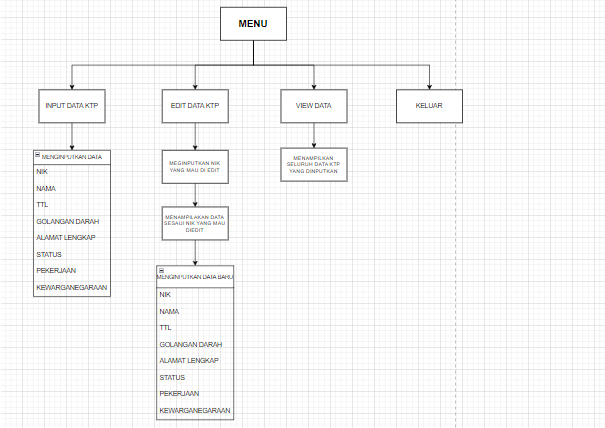 MENU
INPUT DATA KTP
EDIT DATA KTP
VIEW DATA
KELUAR
MENGINPUTKAN DATA
NIK
NAMA
TTL
GOLANGAN DARAH
ALAMAT LENGKAP
STATUS
PEKERJAAN
KEWARGANEGARAAN
MEGINPUTKAN NIK
YANG MAU DI EDIT
MENAMPILAKAN DATA
SESAUI NIK YANG MAU
DIEDIT
MENGINPUTKAN DATA BARU
NIK
NAMA
TTL
GOLANGAN DARAH
ALAMAT LENGKAP
STATUS
PEKERJAAN
KEWARGANEGARAAN
MENAMPILKAN
SELURUH DATA KTP
YANG DINPUTKAN